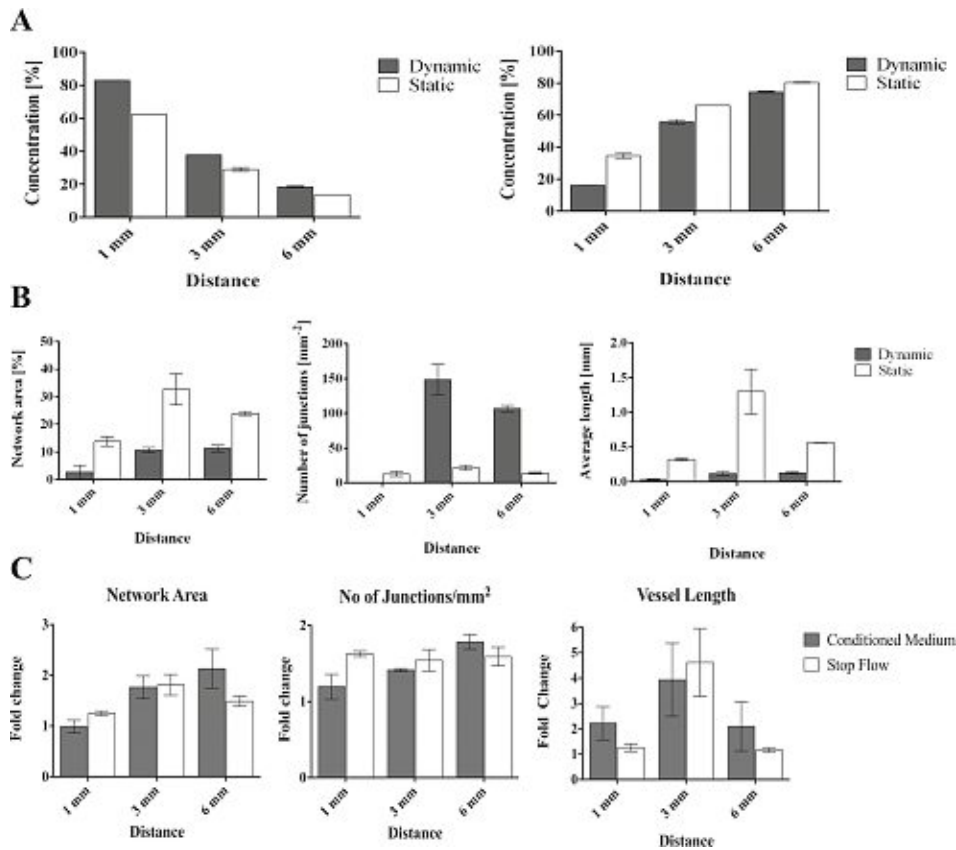 A
Concentration [%]
100
80
60
40
20
0
1 mm
3 mm
6 mm
Distance
Dynamic
Static
Concentration [%]
100
80
60
40
20
0
1 mm
3 mm
6 mm
Distance
Dynamic
Static
B
Network area [%]
50
40
30
20
10
0
1 mm
3 mm
6 mm
Distance
Number of junctions [mm⁻²]
200
150
100
50
0
1 mm
3 mm
6 mm
Distance
Average length [mm]
2.0
1.5
1.0
0.5
0.0
1 mm
3 mm
6 mm
Distance
Dynamic
Static
C
Network Area
Fold change
3
2
1
0
1 mm
3 mm
6 mm
Distance
No of Junctions/mm²
Fold change
2
1
0
1 mm
3 mm
6 mm
Distance
Vessel Length
Fold Change
6
5
4
3
2
1
0
1 mm
3 mm
6 mm
Distance
Conditioned Medium
Stop Flow